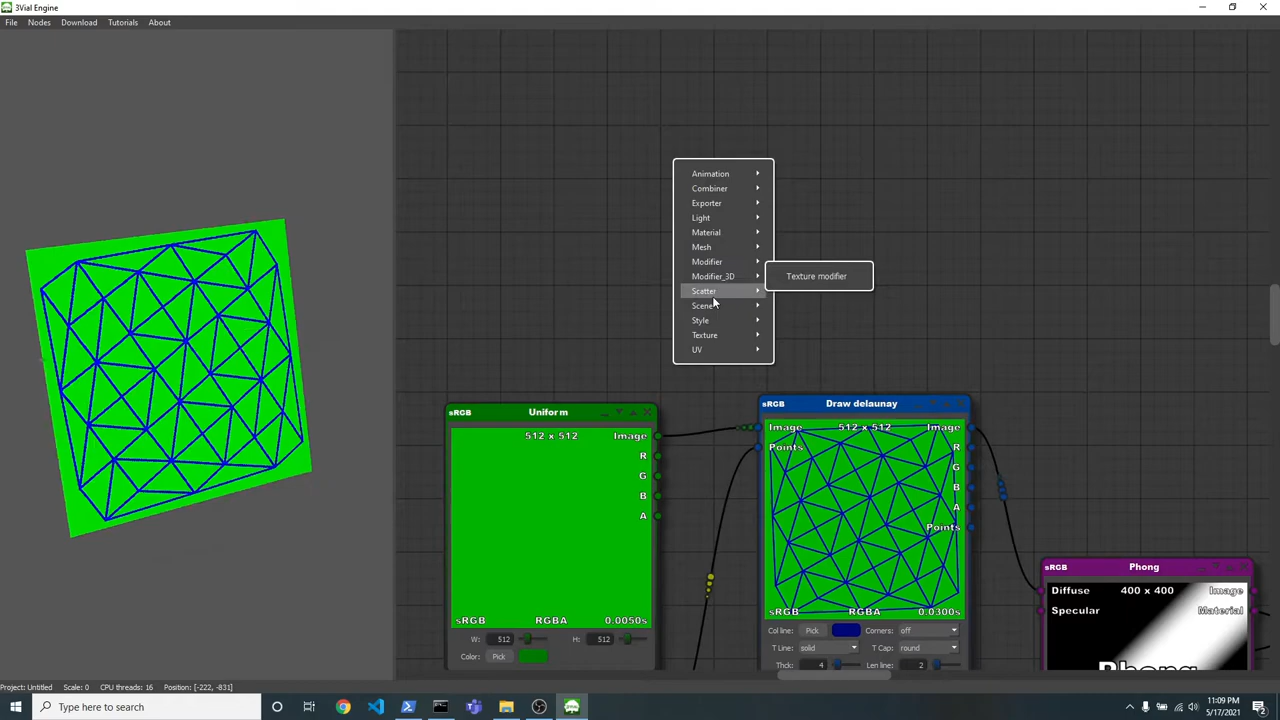 3Vial Engine
File Nodes Download Tutorials About
Animation
Combiner
Exporter
Light
Material
Mesh
Modifier
Modifier_3D
Texture modifier
Scatter
Scene
Style
Texture
UV
sRGB Uniform
512 x 512 Image
R
G
B
A
sRGB RGBA 0.0050s
W: 512 H: 512
Color: Pick
sRGB Draw delaunay
Image 512 x 512 Image
Points R
G
B
A
Points
sRGB RGBA 0.0300s
Col line: Pick Corners: off
T Line: solid T Cap: round
Thick: 4 Len line: 2
sRGB Phong
Diffuse 400 x 400 Image
Specular Material
Phong
Project: Untitled Scale: 0 CPU threads: 16 Position: [-222, -831]
Type here to search
11:09 PM
5/17/2021
2